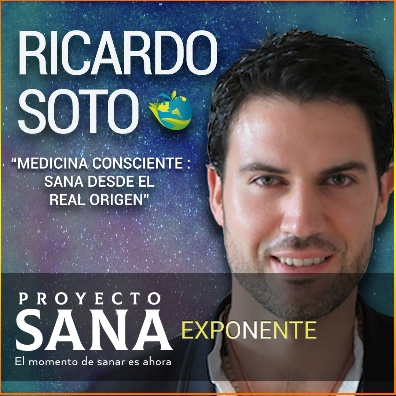 RICARDO
SOTO
“MEDICINA CONSCIENTE :
SANA DESDE EL
REAL ORIGEN”
PROYECTO
SANA EXPONENTE
El momento de sanar es ahora